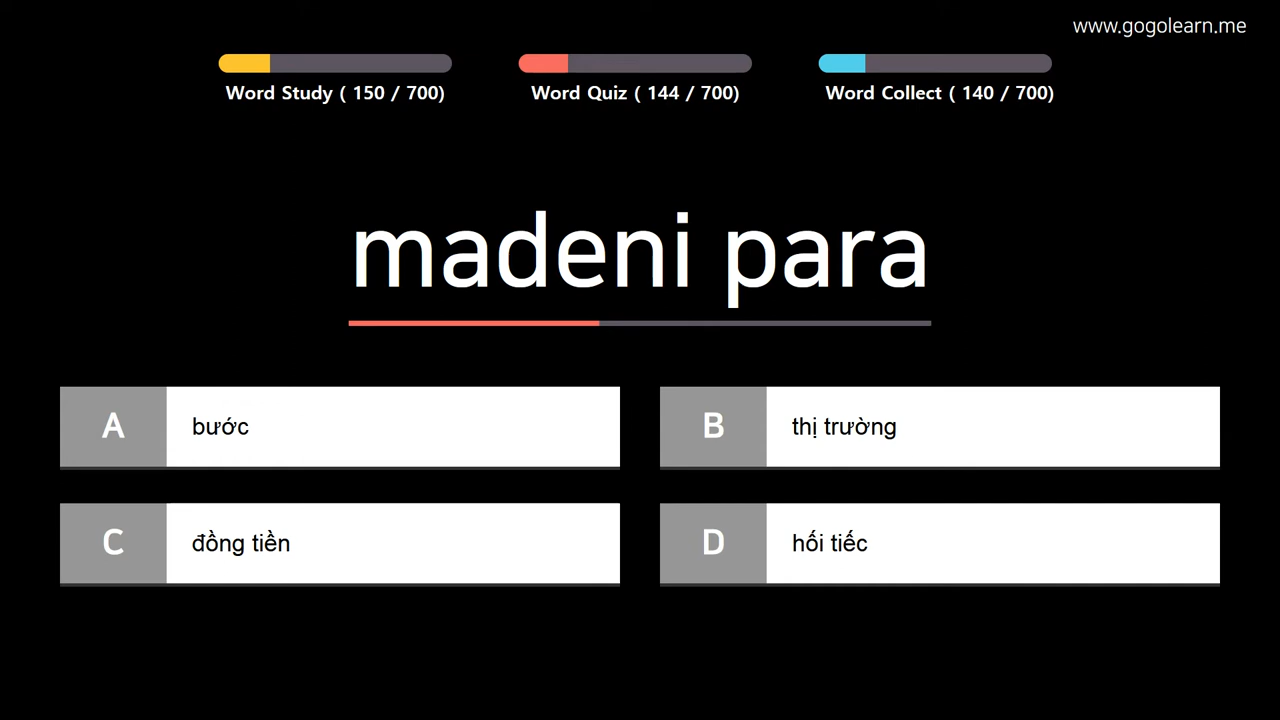 www.gogolearn.me
Word Study ( 150 / 700)
Word Quiz ( 144 / 700)
Word Collect ( 140 / 700)
madeni para
A bước
B thị trường
C đồng tiền
D hối tiếc